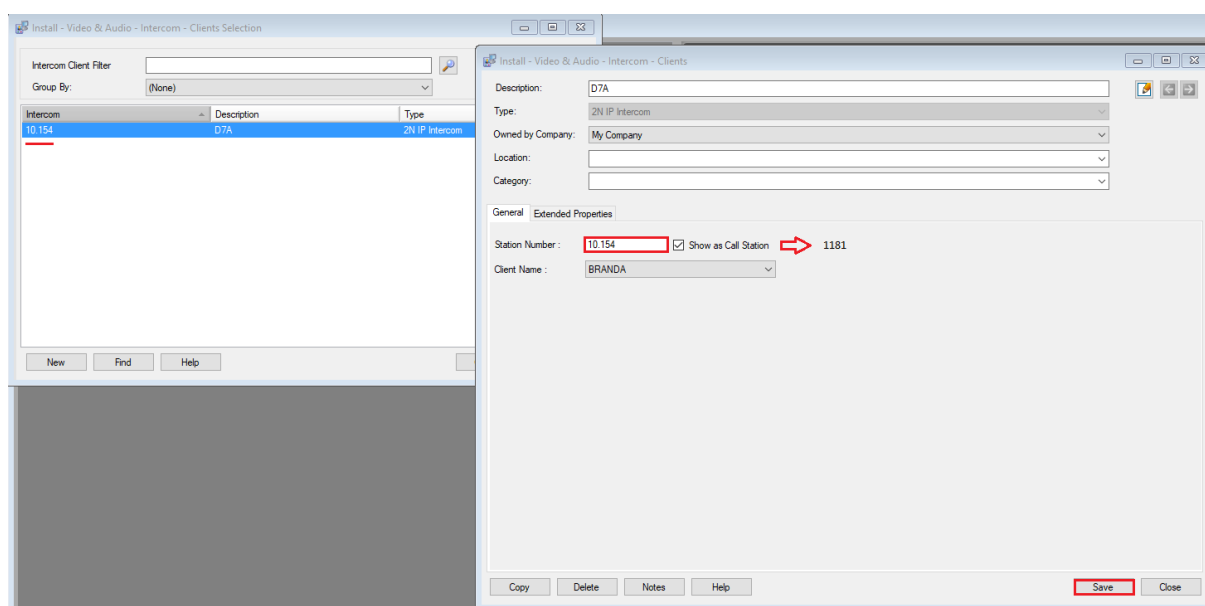 Install - Video & Audio - Intercom - Clients Selection
Intercom Client Filter
Group By: (None)
Intercom Description Type
10.154 D7A 2N IP Intercom
New Find Help
Install - Video & Audio - Intercom - Clients
Description: D7A
Type: 2N IP Intercom
Owned by Company: My Company
Location:
Category:
General Extended Properties
Station Number : 10.154 Show as Call Station 1181
Client Name : BRANDA
Copy Delete Notes Help Save Close